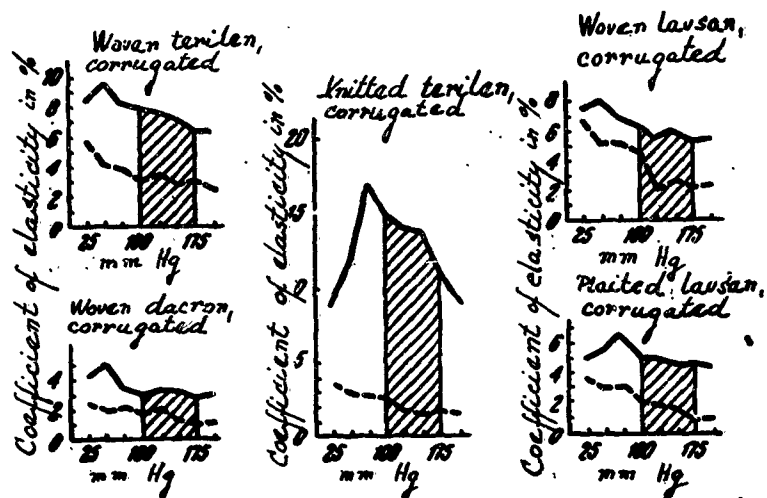 Woven terilen,
corrugated
Coefficient of elasticity in %
10
8
6
4
2
0
25 100 175
mm Hg
Woven dacron,
corrugated
4
2
0
25 100 175
mm Hg
Knitted terilen,
corrugated
Coefficient of elasticity in %
20
15
10
5
0
25 100 175
mm Hg
Woven lavsan,
corrugated
Coefficient of elasticity in %
8
6
4
2
0
25 100 175
mm Hg
Plaited lavsan,
corrugated
6
4
2
0
25 100 175
mm Hg